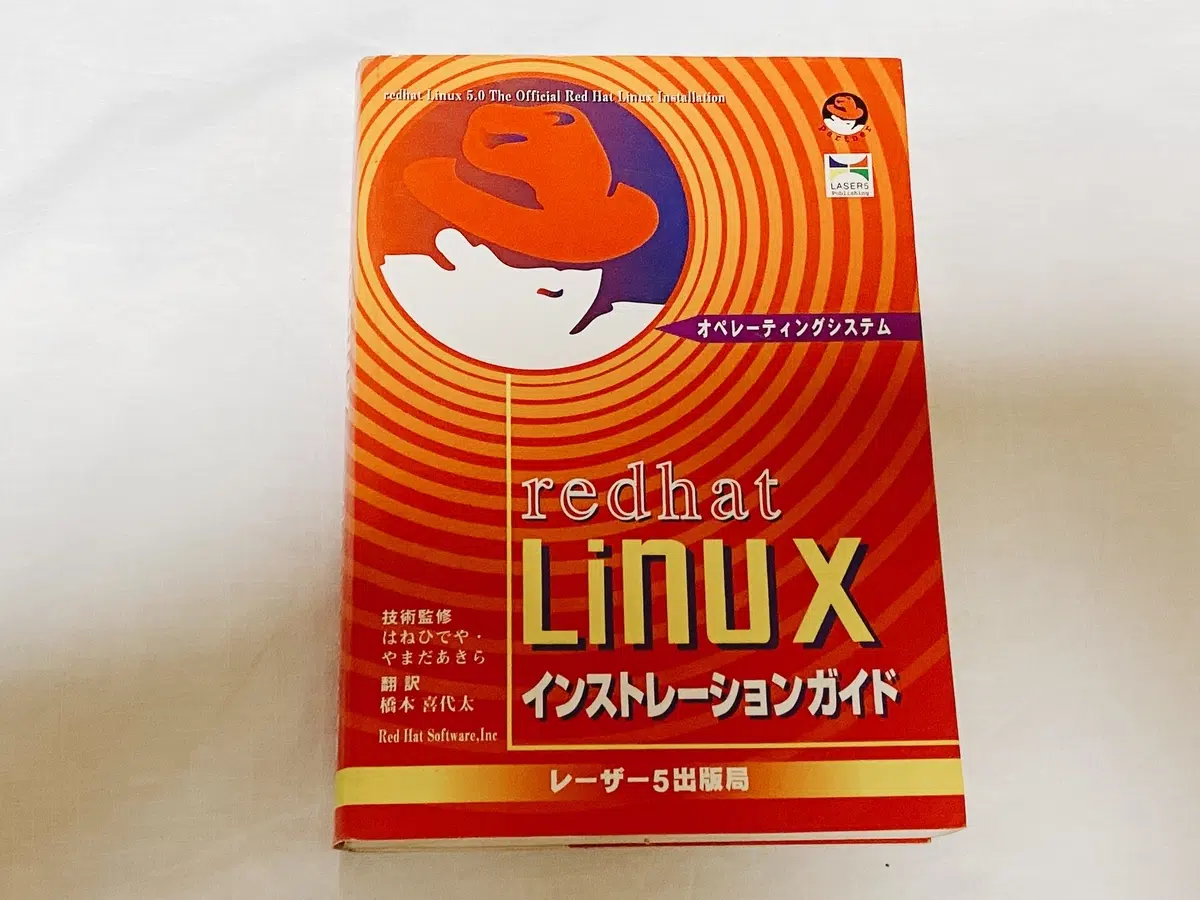 redhat Linux 5.0 The Official Red Hat Linux Installation
partner
LASER5
Publishing
オペレーティングシステム
redhat
Linux
インストレーションガイド
技術監修
はねひでや・
やまだあきら
翻訳
橋本 喜代太
Red Hat Software,Inc
レーザー5出版局